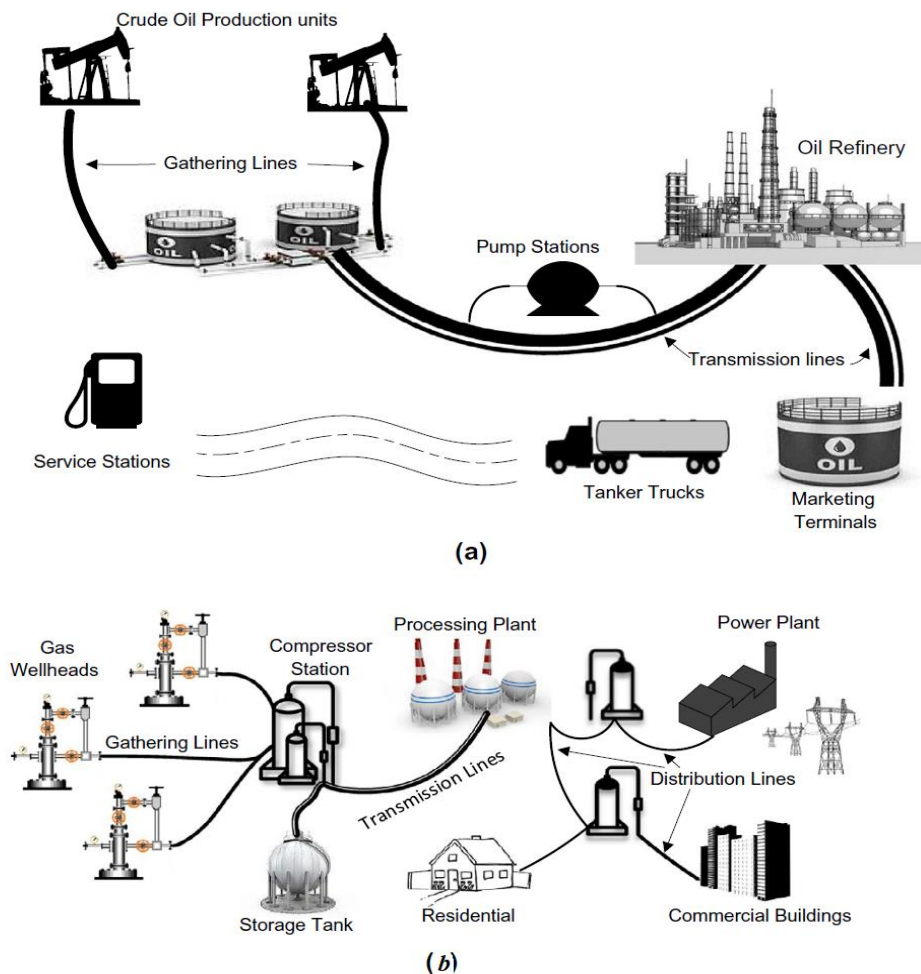 Crude Oil Production units
Gathering Lines
Oil Refinery
OIL
OIL
Pump Stations
Transmission lines
Service Stations
Tanker Trucks
OIL
Marketing
Terminals
(a)
Gas
Wellheads
Compressor
Station
Processing Plant
Power Plant
Gathering Lines
Transmission Lines
Distribution Lines
Storage Tank
Residential
Commercial Buildings
(b)